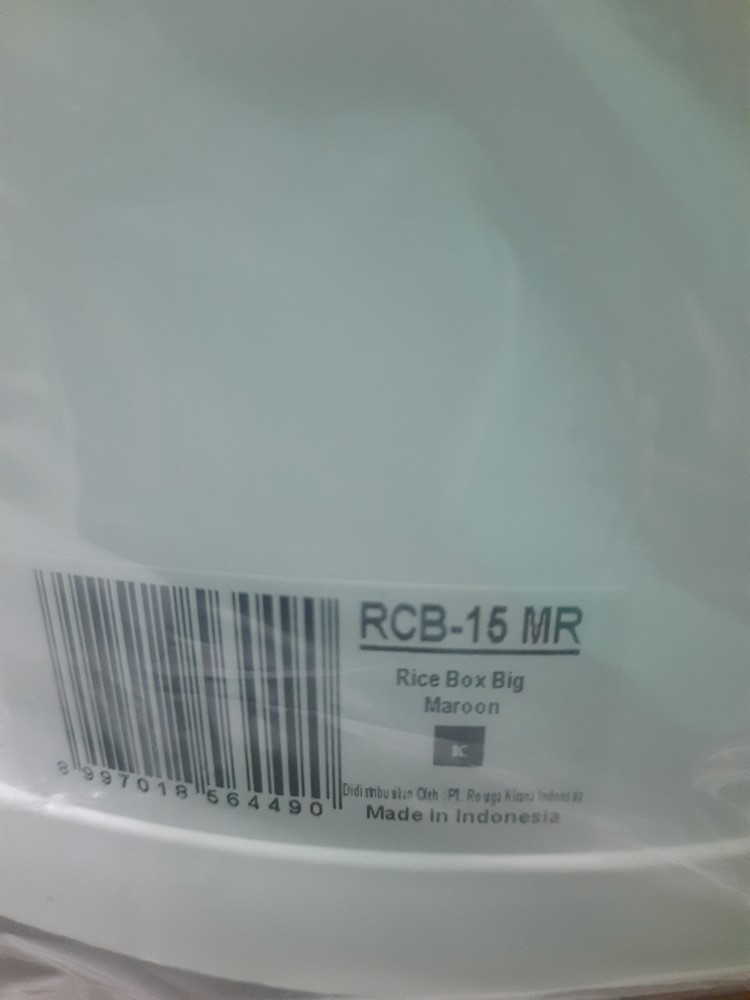 RCB-15 MR
Rice Box Big
Maroon
8 997018 564490
Made In Indonesia